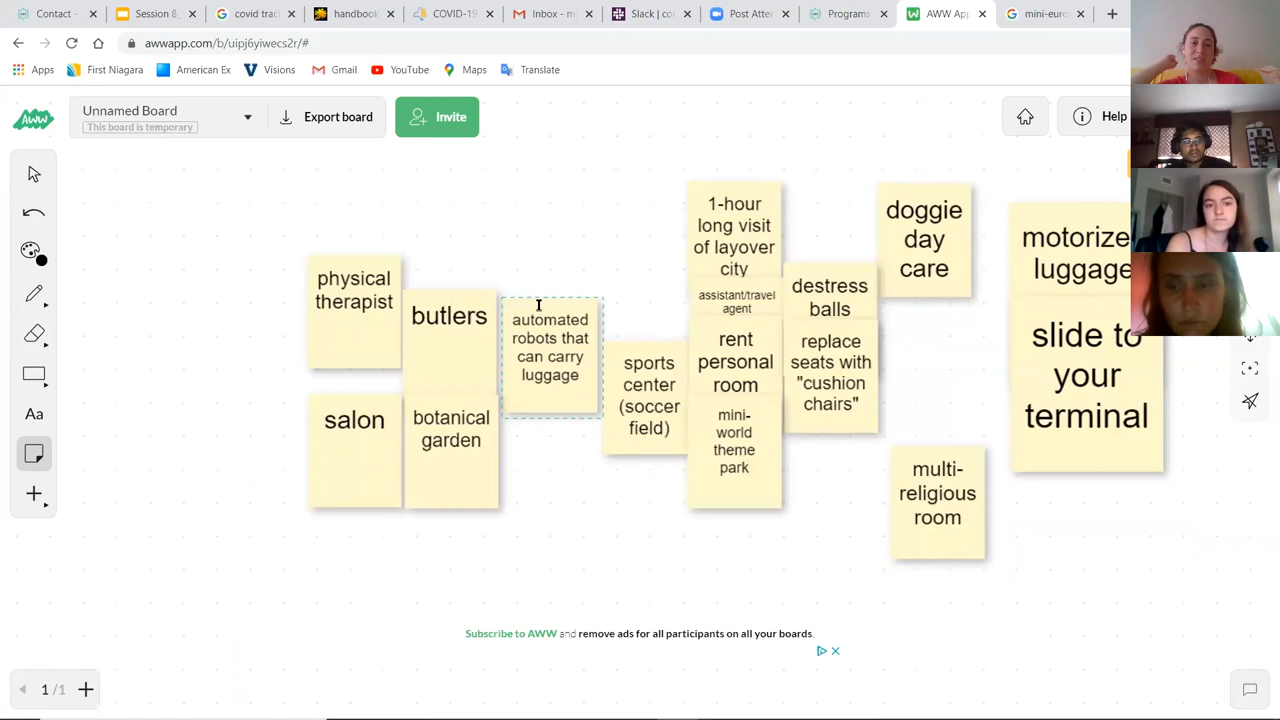 Contact -
Session 8,
covid trac
handbook
COVID-19
Inbox - m
Slack | co
Post Atter
Programs
AWW App
mini-euro
awwapp.com/b/uipj6yiwecs2r/#
Apps
First Niagara
American Ex
Visions
Gmail
YouTube
Maps
Translate
AWW
Unnamed Board
This board is temporary
Export board
Invite
Help
physical
therapist
butlers
automated
robots that
can carry
luggage
sports
center
(soccer
field)
1-hour
long visit
of layover
city
assistant/travel
agent
rent
personal
room
mini-
world
theme
park
destress
balls
replace
seats with
"cushion
chairs"
doggie
day
care
motorize
luggage
slide to
your
terminal
salon
botanical
garden
multi-
religious
room
Aa
Subscribe to AWW and remove ads for all participants on all your boards.
1/1